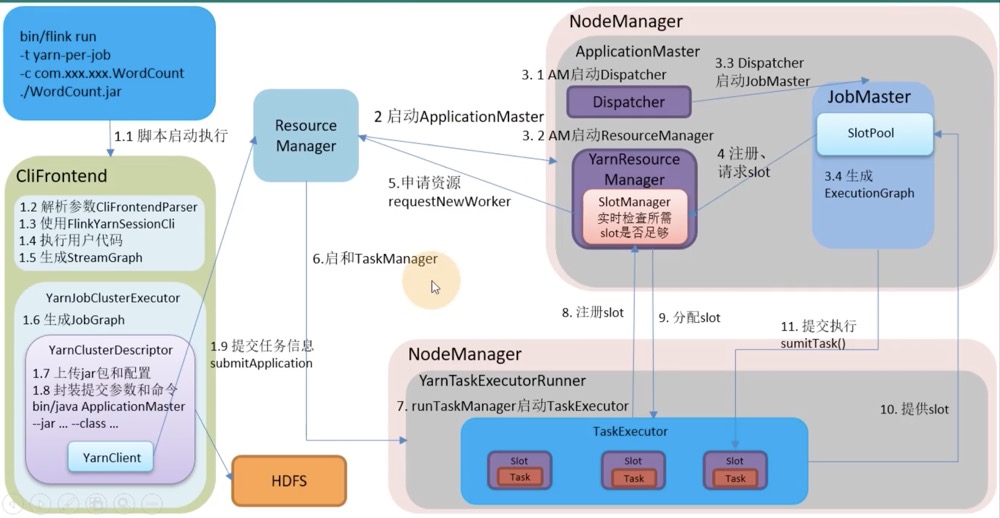 bin/flink run
-t yarn-per-job
-c com.xxx.xxx.WordCount
./WordCount.jar
1.1 脚本启动执行
CliFrontend
1.2 解析参数CliFrontendParser
1.3 使用FlinkYarnSessionCli
1.4 执行用户代码
1.5 生成StreamGraph
YarnJobClusterExecutor
1.6 生成JobGraph
YarnClusterDescriptor
1.7 上传jar包和配置
1.8 封装提交参数和命令
bin/java ApplicationMaster
--jar ... --class ...
YarnClient
1.9 提交任务信息
submitApplication
HDFS
Resource
Manager
2 启动ApplicationMaster
5.申请资源
requestNewWorker
6.启和TaskManager
NodeManager
ApplicationMaster
3. 1 AM启动Dispatcher
Dispatcher
3.3 Dispatcher
启动JobMaster
3. 2 AM启动ResourceManager
YarnResource
Manager
SlotManager
实时检查所需
slot是否足够
4 注册、
请求slot
JobMaster
SlotPool
3.4 生成
ExecutionGraph
8. 注册slot
9. 分配slot
11. 提交执行
sumitTask()
10. 提供slot
NodeManager
YarnTaskExecutorRunner
7. runTaskManager启动TaskExecutor
TaskExecutor
Slot
Task
Slot
Task
Slot
Task